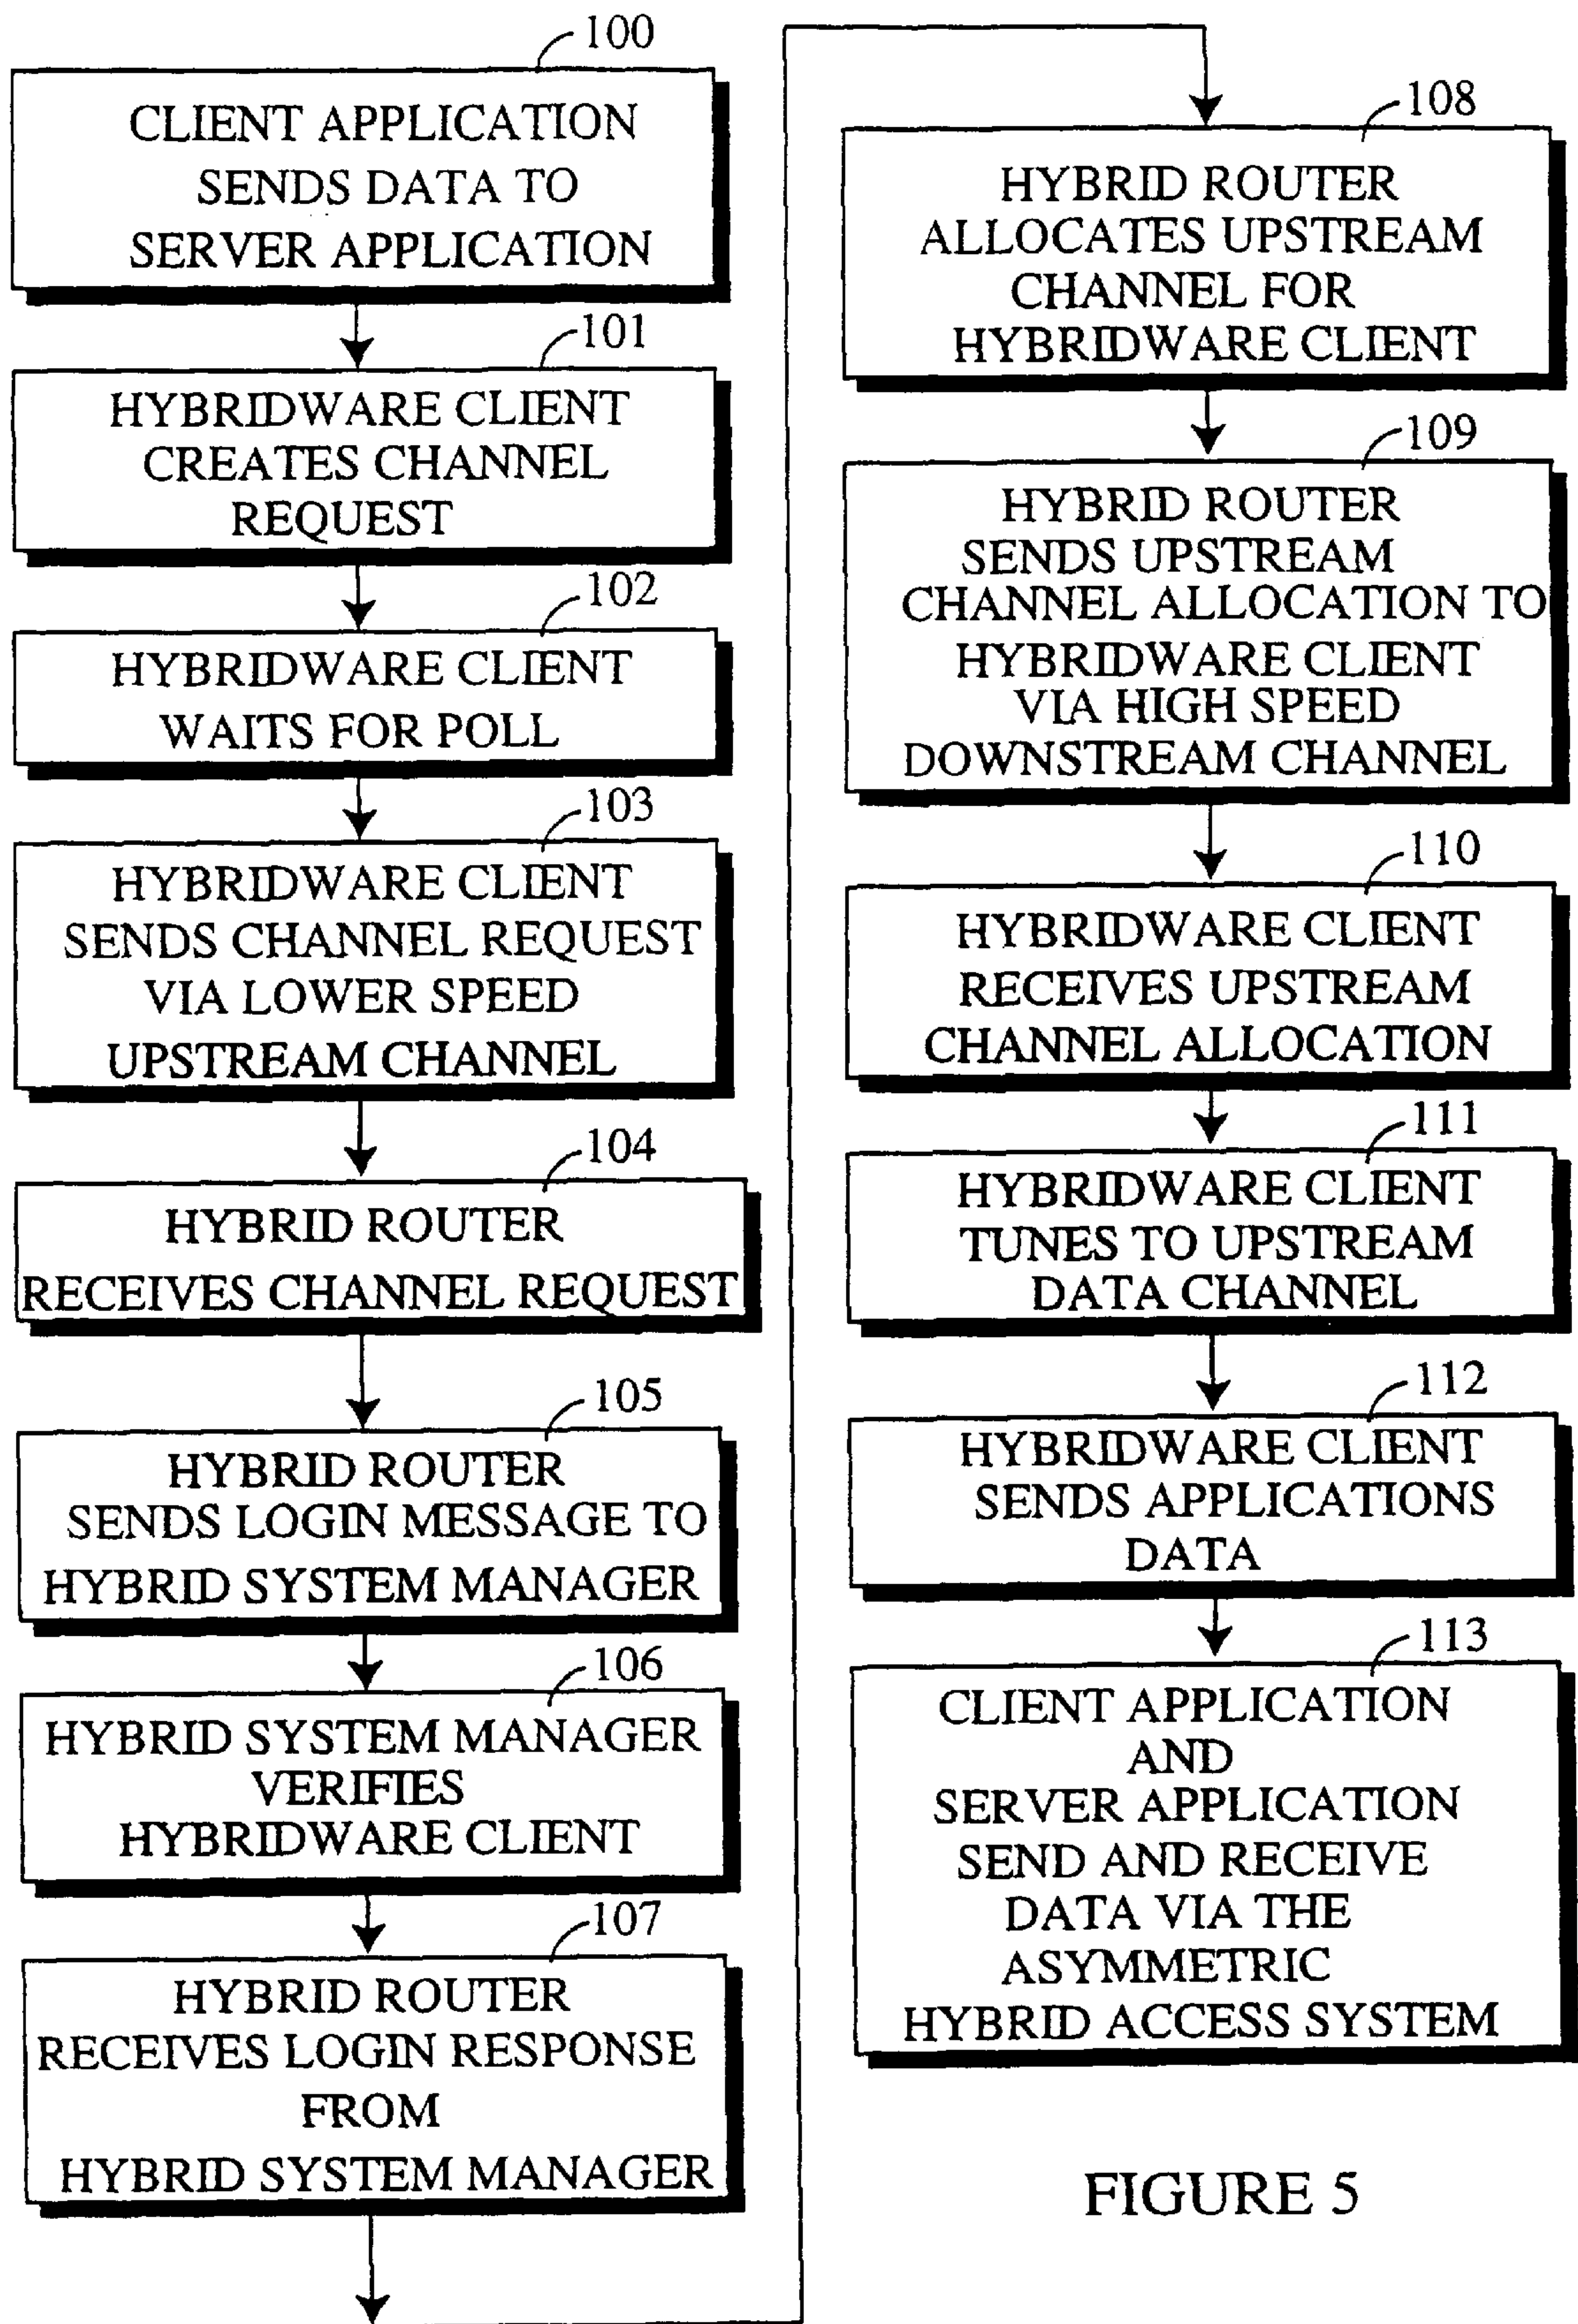 100
CLIENT APPLICATION
SENDS DATA TO
SERVER APPLICATION
101
HYBRIDWARE CLIENT
CREATES CHANNEL
REQUEST
102
HYBRIDWARE CLIENT
WAITS FOR POLL
103
HYBRIDWARE CLIENT
SENDS CHANNEL REQUEST
VIA LOWER SPEED
UPSTREAM CHANNEL
104
HYBRID ROUTER
RECEIVES CHANNEL REQUEST
105
HYBRID ROUTER
SENDS LOGIN MESSAGE TO
HYBRID SYSTEM MANAGER
106
HYBRID SYSTEM MANAGER
VERIFIES
HYBRIDWARE CLIENT
107
HYBRID ROUTER
RECEIVES LOGIN RESPONSE
FROM
HYBRID SYSTEM MANAGER
108
HYBRID ROUTER
ALLOCATES UPSTREAM
CHANNEL FOR
HYBRIDWARE CLIENT
109
HYBRID ROUTER
SENDS UPSTREAM
CHANNEL ALLOCATION TO
HYBRIDWARE CLIENT
VIA HIGH SPEED
DOWNSTREAM CHANNEL
110
HYBRIDWARE CLIENT
RECEIVES UPSTREAM
CHANNEL ALLOCATION
111
HYBRIDWARE CLIENT
TUNES TO UPSTREAM
DATA CHANNEL
112
HYBRIDWARE CLIENT
SENDS APPLICATIONS
DATA
113
CLIENT APPLICATION
AND
SERVER APPLICATION
SEND AND RECEIVE
DATA VIA THE
ASYMMETRIC
HYBRID ACCESS SYSTEM
FIGURE 5